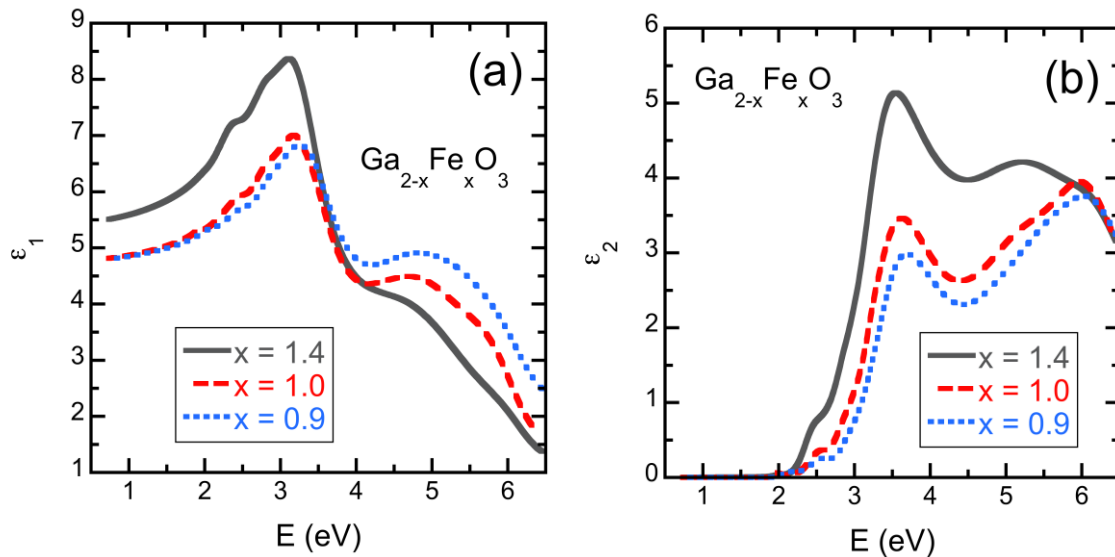 (a)
Ga2-xFexO3
ε1
9
8
7
6
5
4
3
2
1
x = 1.4
x = 1.0
x = 0.9
1 2 3 4 5 6
E (eV)
(b)
Ga2-xFexO3
ε2
6
5
4
3
2
1
0
x = 1.4
x = 1.0
x = 0.9
1 2 3 4 5 6
E (eV)